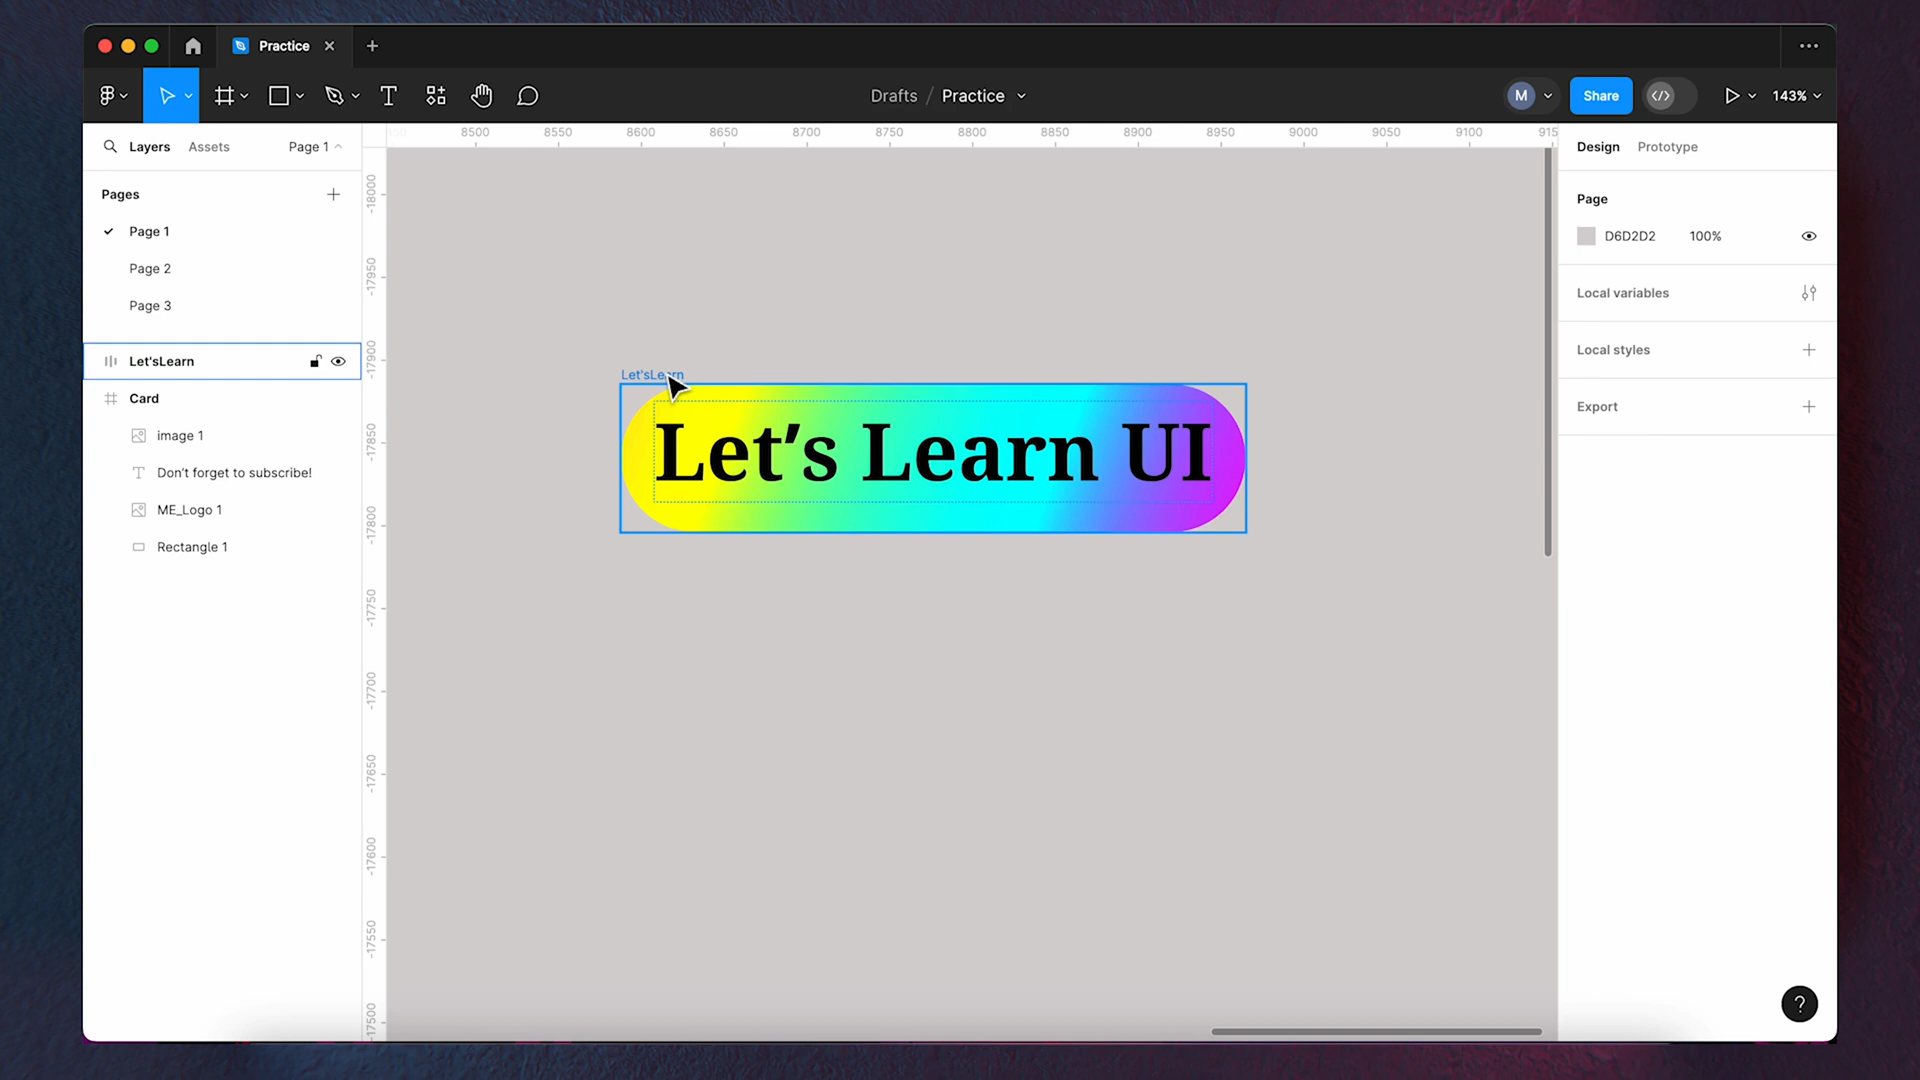 Practice
Drafts / Practice
M
Share
143%
8500 8550 8600 8650 8700 8750 8800 8850 8900 8950 9000 9050 9100 915
Layers Assets Page 1
Design Prototype
Pages
Page
Page 1
D6D2D2 100%
Page 2
Page 3
Local variables
Local styles
Let'sLearn
Let'sLearn
Card
Export
image 1
Let's Learn UI
Don't forget to subscribe!
ME_Logo 1
Rectangle 1
-18000
-17950
-17900
-17850
-17800
-17750
-17700
-17650
-17600
-17550
-17500
?